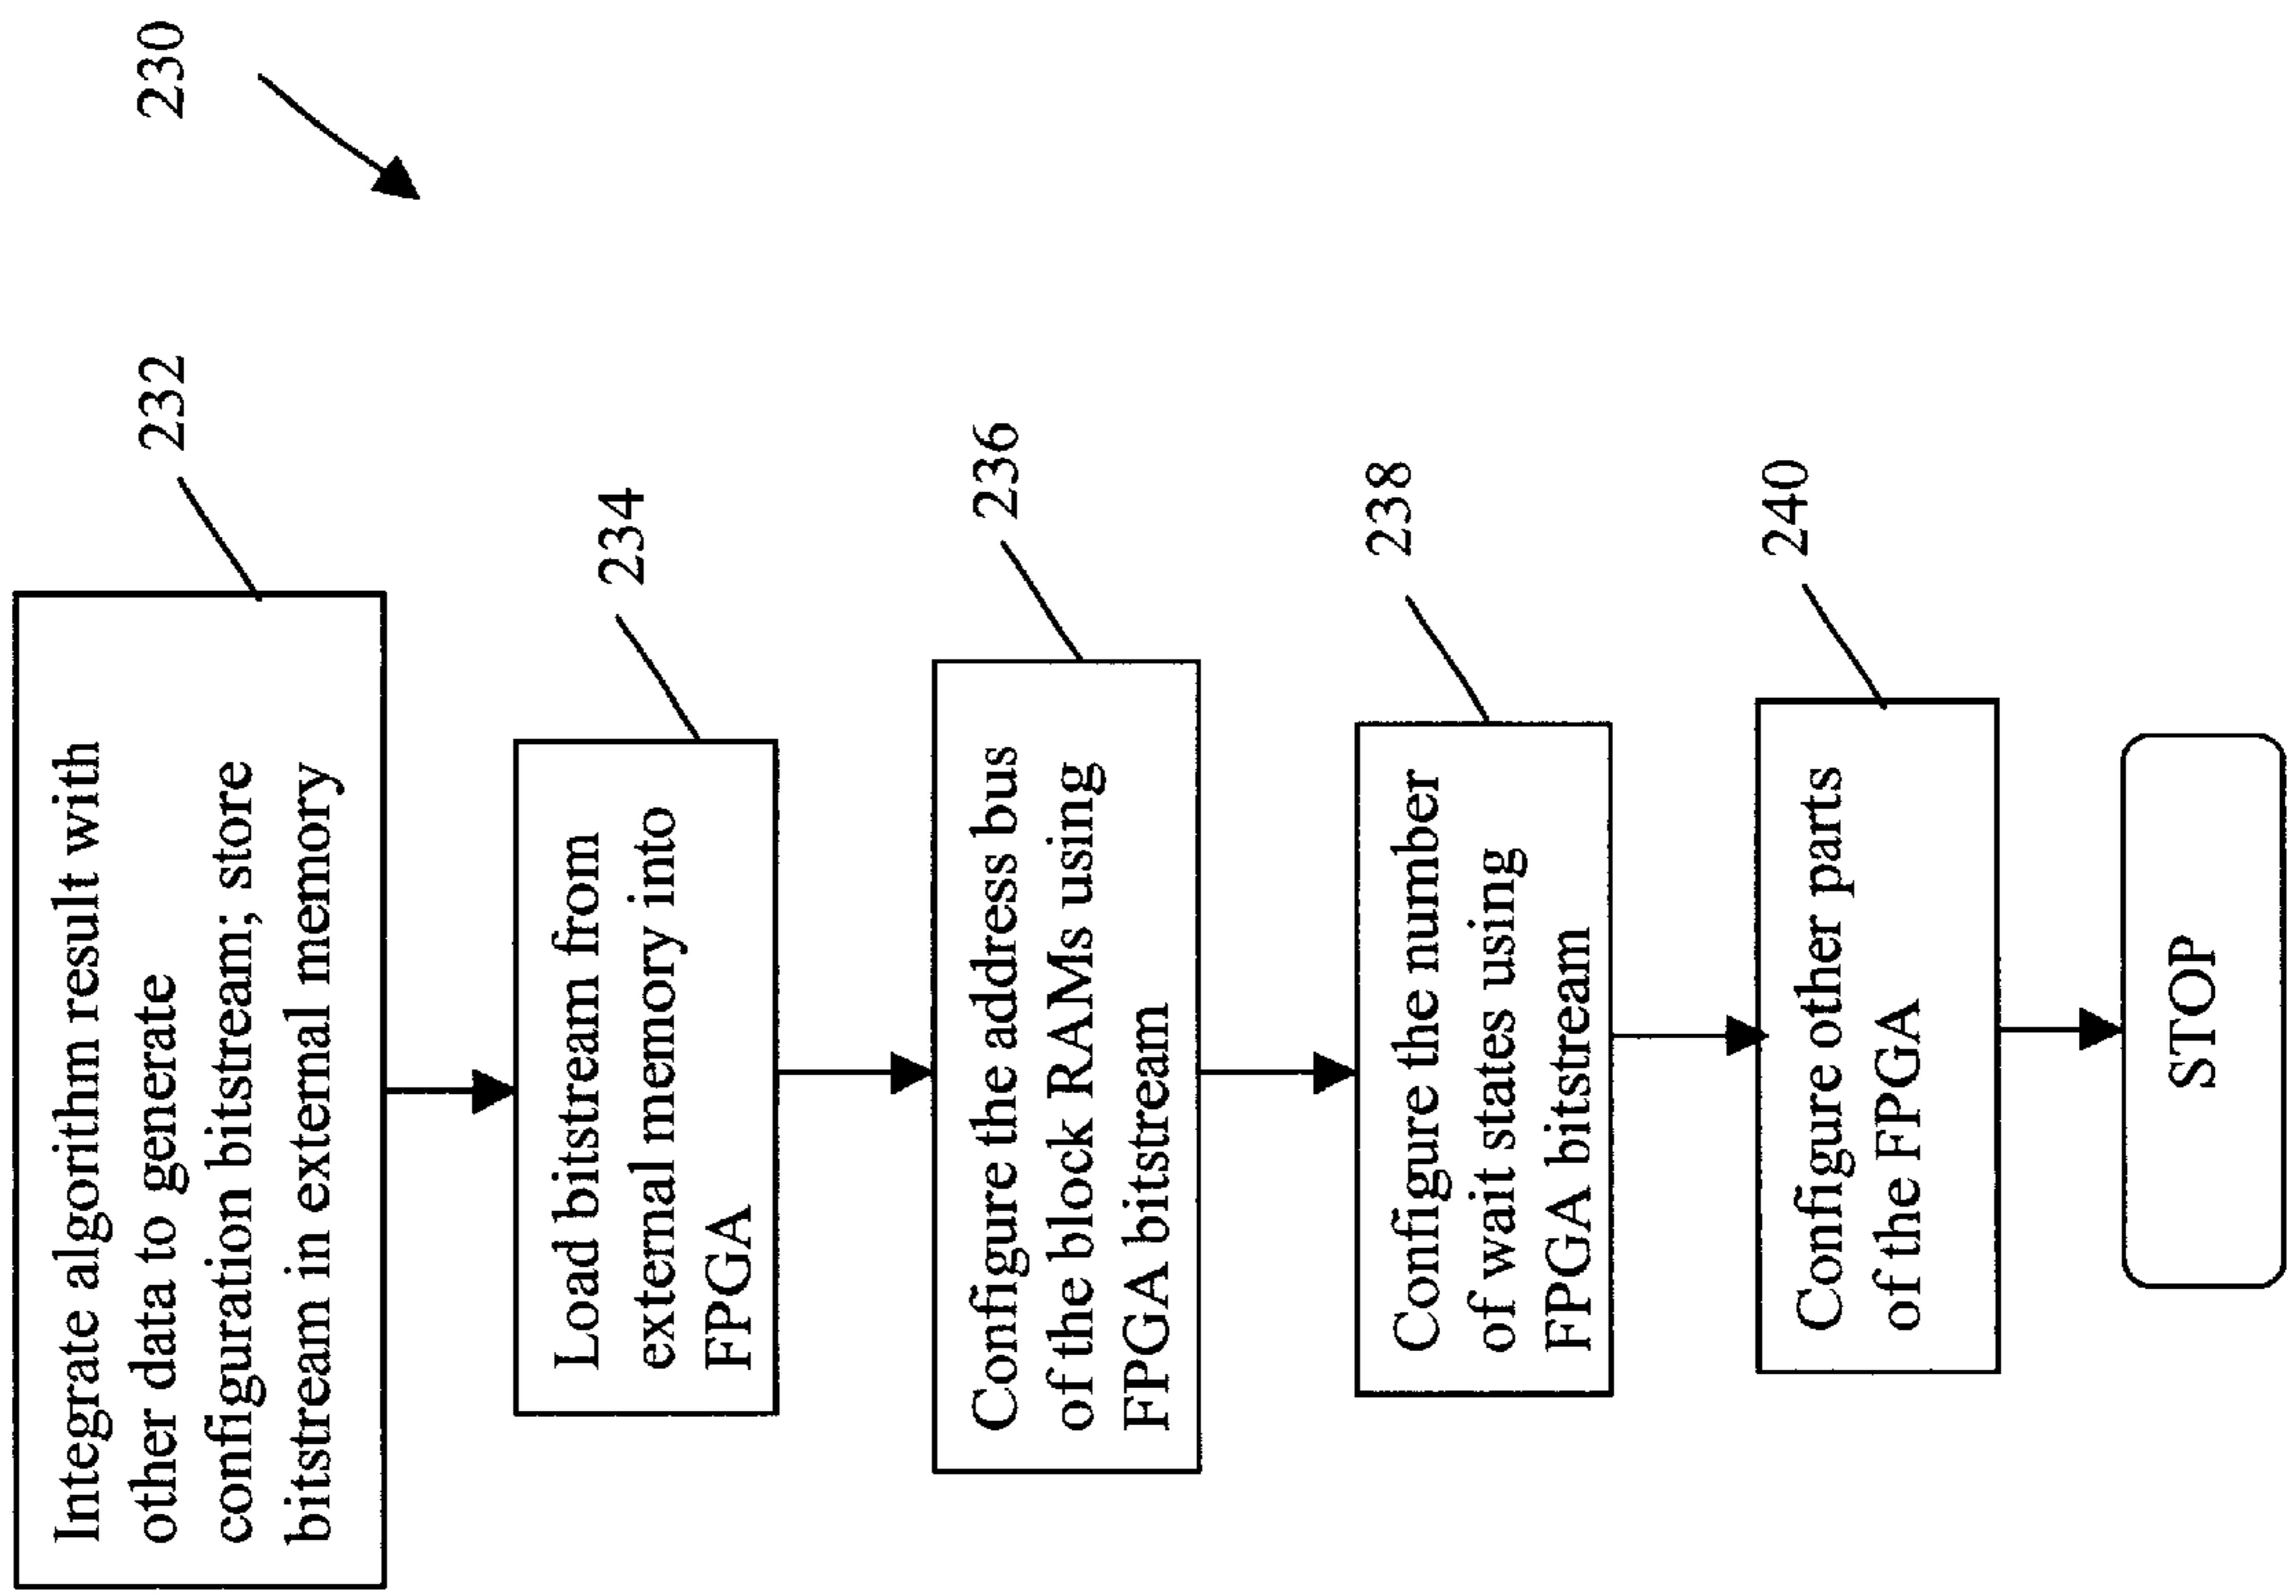 230
Integrate algorithm result with
other data to generate
configuration bitstream; store
bitstream in external memory
232
Load bitstream from
external memory into
FPGA
234
Configure the address bus
of the block RAMs using
FPGA bitstream
236
Configure the number
of wait states using
FPGA bitstream
238
Configure other parts
of the FPGA
240
STOP